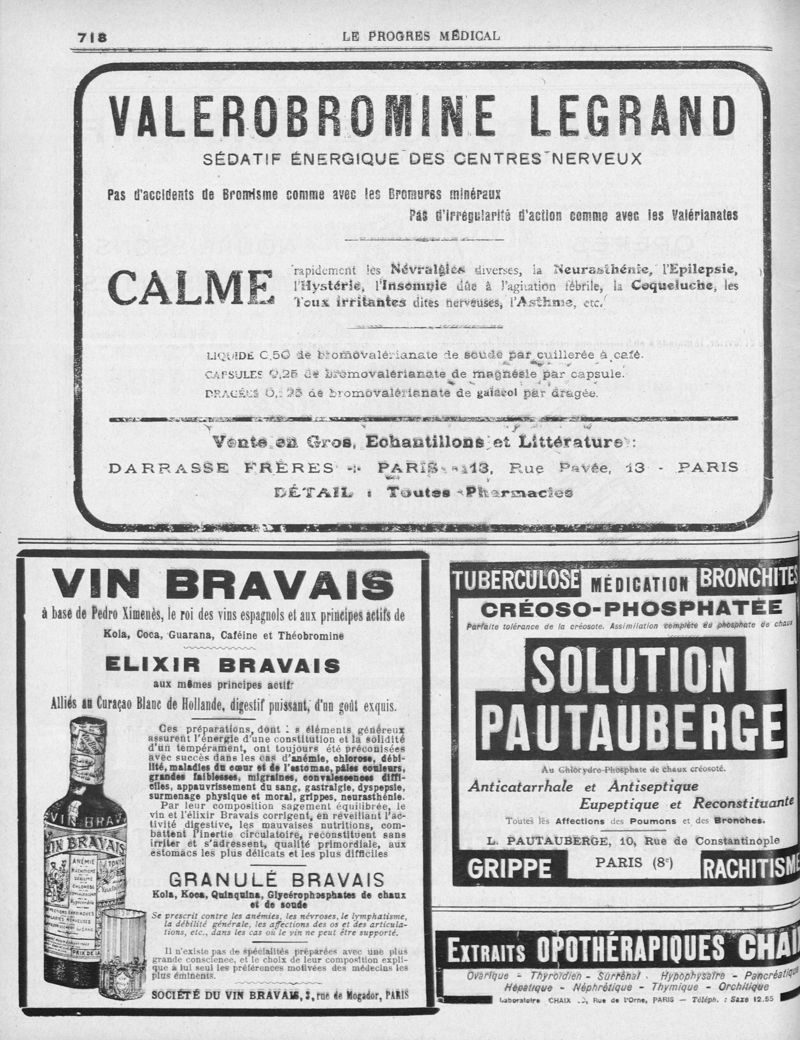 718
LE PROGRES MÉDICAL
VALEROBROMINE LEGRAND
SÉDATIF ÉNERGIQUE DES CENTRES NERVEUX
Pas d'accidents de Bromisme comme avec les Bromures minéraux
Pas d'irrégularité d'action comme avec les Valérianates
CALME
rapidement les Névralgies diverses, la Neurasthénie, l'Epilepsie,
l'Hystérie, l'Insomnie dûe à l'agitation fébrile, la Coqueluche, les
Toux irritantes dites nerveuses, l'Asthme, etc.
LIQUIDE 0,50 de bromovalérianate de soude par cuillerée à café.
CAPSULES 0,25 de bromovalérianate de magnésie par capsule.
DRAGÉES 0,125 de bromovalérianate de gaïacol par dragée.
Vente en Gros, Echantillons et Littérature :
DARRASSE FRÈRES - PARIS - 13, Rue Pavée, 13 - PARIS
DÉTAIL : Toutes Pharmacies
VIN BRAVAIS
à base de Pedro Ximenès, le roi des vins espagnols et aux principes actifs de
Kola, Coca, Guarana, Caféine et Théobromine
ELIXIR BRAVAIS
aux mêmes principes actif
Alliés au Curaçao Blanc de Hollande, digestif puissant, d'un goût exquis.
Ces préparations, dont : s éléments généreux
assurent l'énergie d'une constitution et la solidité
d'un tempérament, ont toujours été préconisées
avec succès dans les cas d'anémie, chlorose, débi-
lité, maladies du cœur et de l'estomac, pâles couleurs,
grandes faiblesses, migraines, convalescences diffi-
ciles, appauvrissement du sang, gastralgie, dyspepsie,
surmenage physique et moral, grippes, neurasthénie.
Par leur composition sagement équilibrée, le
vin et l'élixir Bravais corrigent, en réveillant l'ac-
tivité digestive, les mauvaises nutritions, com-
battent l'inertie circulatoire, reconstituent sans
irriter et s'adressent, qualité primordiale, aux
estomacs les plus délicats et les plus difficiles
VIN BRAV
VIN BRAVAIS
ANÉMIE
GRANULÉ BRAVAIS
Kola, Koca, Quinquina, Glycérophosphates de chaux
et de soude
Se prescrit contre les anémies, les névroses, le lymphatisme,
la débilité générale, les affections des os et des articula-
tions, etc., dans les cas où le vin ne peut être supporté.
Il n'existe pas de spécialités préparées avec une plus
grande conscience, et le choix de leur composition expli-
que à lui seul les préférences motivées des médecins les
plus éminents.
SOCIÉTÉ DU VIN BRAVAIS, 3, rue de Mogador, PARIS
TUBERCULOSE MÉDICATION BRONCHITES
CRÉOSO-PHOSPHATÉE
Parfaite tolérance de la créosote. Assimilation complète du phosphate de chaux
SOLUTION
PAUTAUBERGE
Au Chlorydro-Phosphate de chaux créosoté.
Anticatarrhale et Antiseptique
Eupeptique et Reconstituante
Toutes les Affections des Poumons et des Bronches.
L. PAUTAUBERGE, 10, Rue de Constantinople
GRIPPE PARIS (8e) RACHITISME
EXTRAITS OPOTHÉRAPIQUES CHAI
Ovarique - Thyroïdien - Surrénal. Hypophysaire - Pancréatique
Hépatique - Néphrétique - Thymique - Orchitique
Laboratoire CHAIX Rue de l'Orne, PARIS — Téléph. : Saxe 12.55